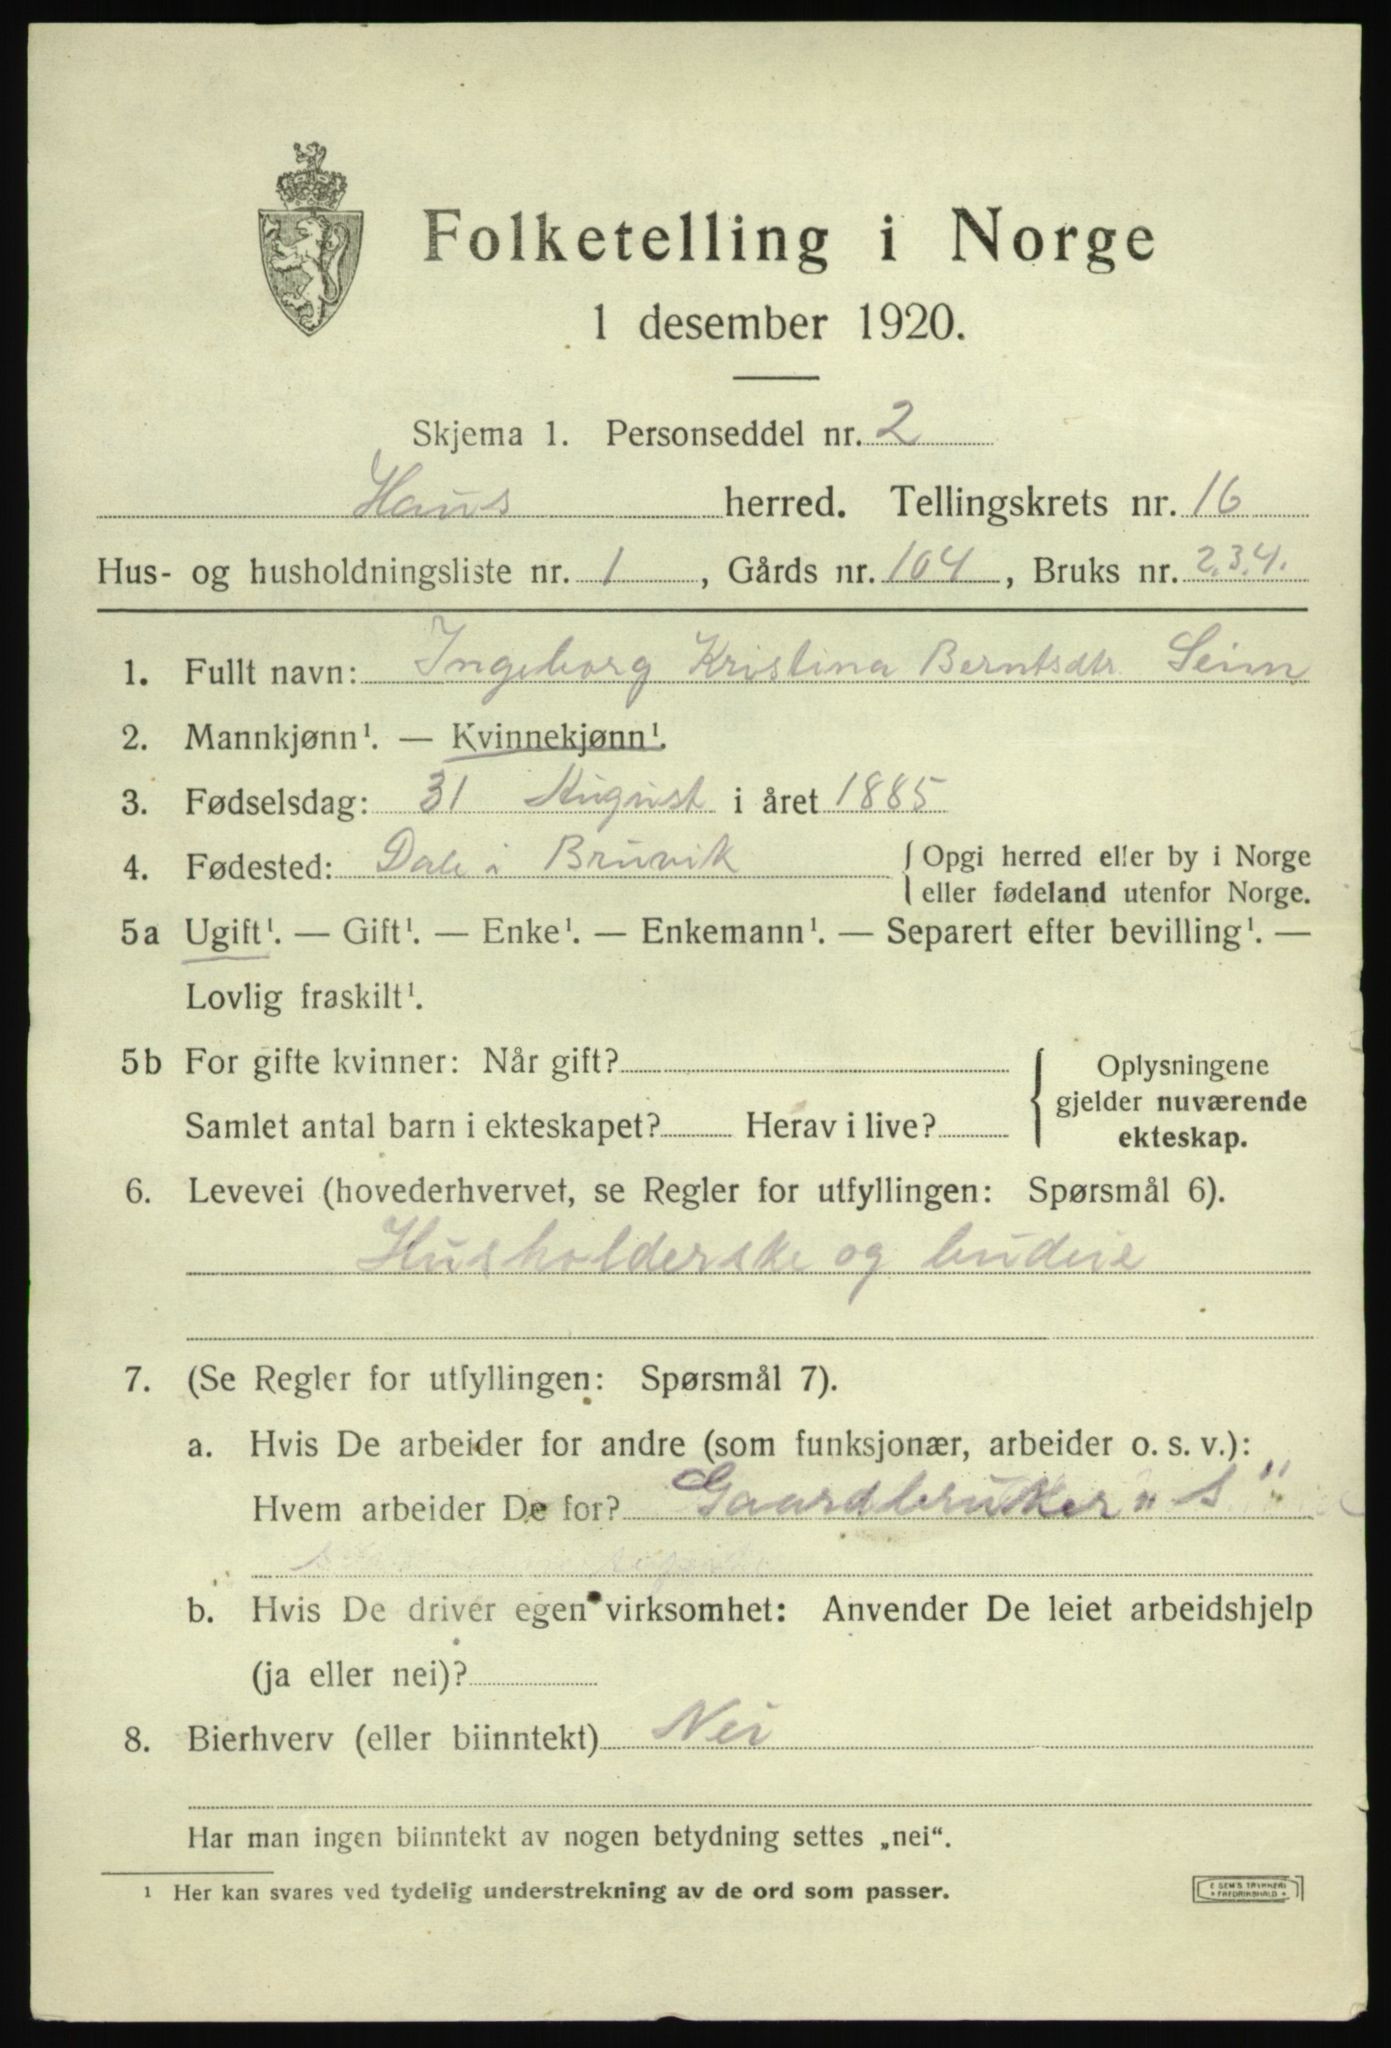 Folketelling i Norge
1 desember 1920.
Skjema 1. Personseddel nr. 2
Haus herred. Tellingskrets nr. 16
Hus- og husholdningsliste nr. 1, Gårds nr. 104, Bruks nr. 2.3.4.
1. Fullt navn: Ingeborg Kristina Berntsdtr. Seim
2. Mannkjønn¹. — Kvinnekjønn¹.
3. Fødselsdag: 31 August i året 1885
4. Fødested: Dale i Bruvik { Opgi herred eller by i Norge
eller fødeland utenfor Norge.
5a Ugift¹. — Gift¹. — Enke¹. — Enkemann¹. — Separert efter bevilling¹. —
Lovlig fraskilt¹.
5b For gifte kvinner: Når gift?
Samlet antal barn i ekteskapet? Herav i live?
{ Oplysningene
gjelder nuværende
ekteskap.
6. Levevei (hovederhvervet, se Regler for utfyllingen: Spørsmål 6).
Husholderske og budeie
7. (Se Regler for utfyllingen: Spørsmål 7).
a. Hvis De arbeider for andre (som funksjonær, arbeider o. s. v.):
Hvem arbeider De for? Gaardbruker „S"
b. Hvis De driver egen virksomhet: Anvender De leiet arbeidshjelp
(ja eller nei)?
8. Bierhverv (eller biinntekt) Nei
Har man ingen biinntekt av nogen betydning settes „nei".
¹ Her kan svares ved tydelig understrekning av de ord som passer.
E SEM'S TRYKKERI
FREDRIKSHALD